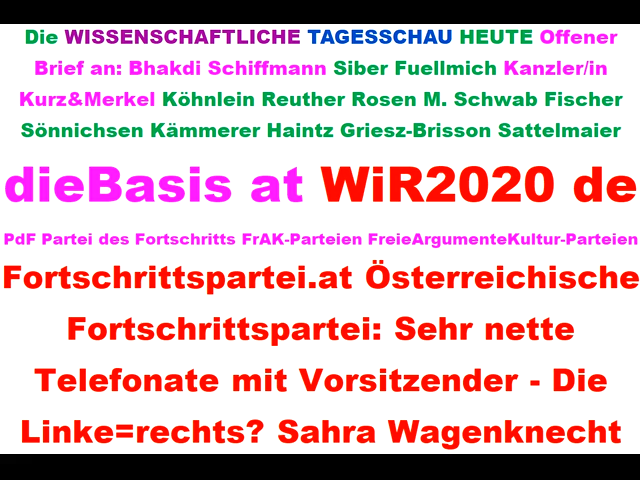 Die WISSENSCHAFTLICHE TAGESSCHAU HEUTE Offener
Brief an: Bhakdi Schiffmann Siber Fuellmich Kanzler/in
Kurz&Merkel Köhnlein Reuther Rosen M. Schwab Fischer
Sönnichsen Kämmerer Haintz Griesz-Brisson Sattelmaier
dieBasis at WiR2020 de
PdF Partei des Fortschritts FrAK-Parteien FreieArgumenteKultur-Parteien
Fortschrittspartei.at Österreichische
Fortschrittspartei: Sehr nette
Telefonate mit Vorsitzender - Die
Linke=rechts? Sahra Wagenknecht